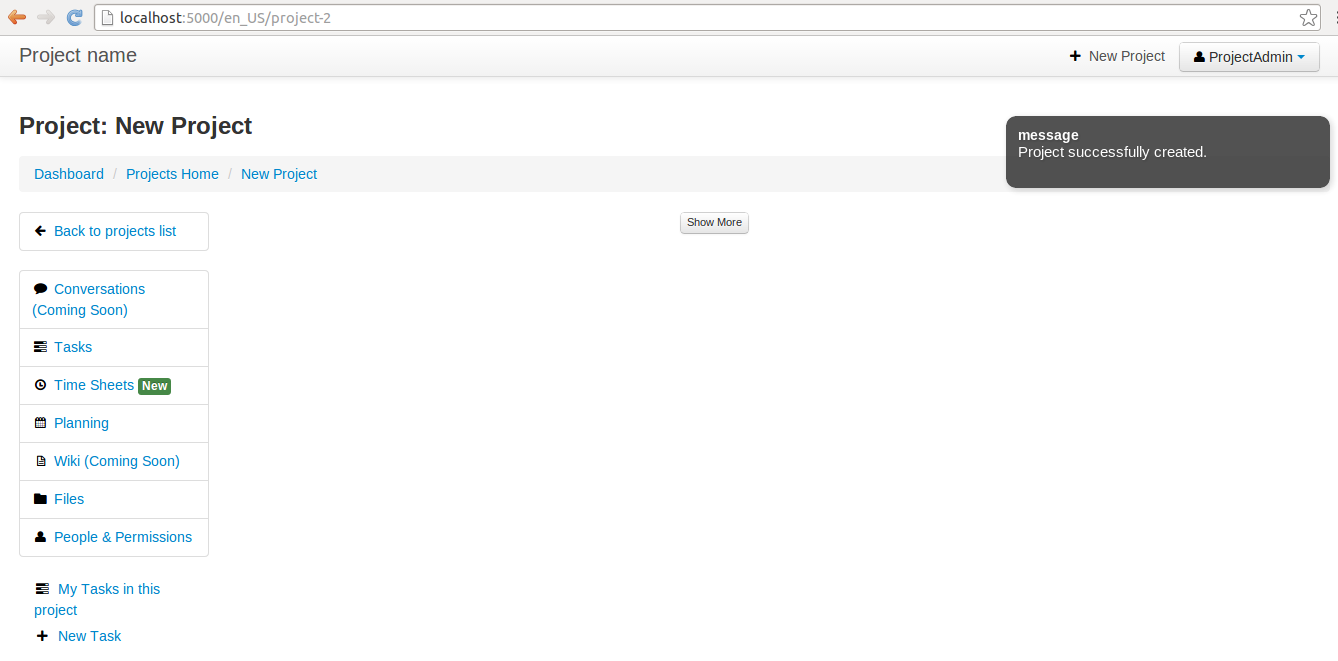 localhost:5000/en_US/project-2
Project name
New Project
ProjectAdmin
Project: New Project
message
Project successfully created.
Dashboard / Projects Home / New Project
Back to projects list
Show More
Conversations
(Coming Soon)
Tasks
Time Sheets New
Planning
Wiki (Coming Soon)
Files
People & Permissions
My Tasks in this
project
New Task